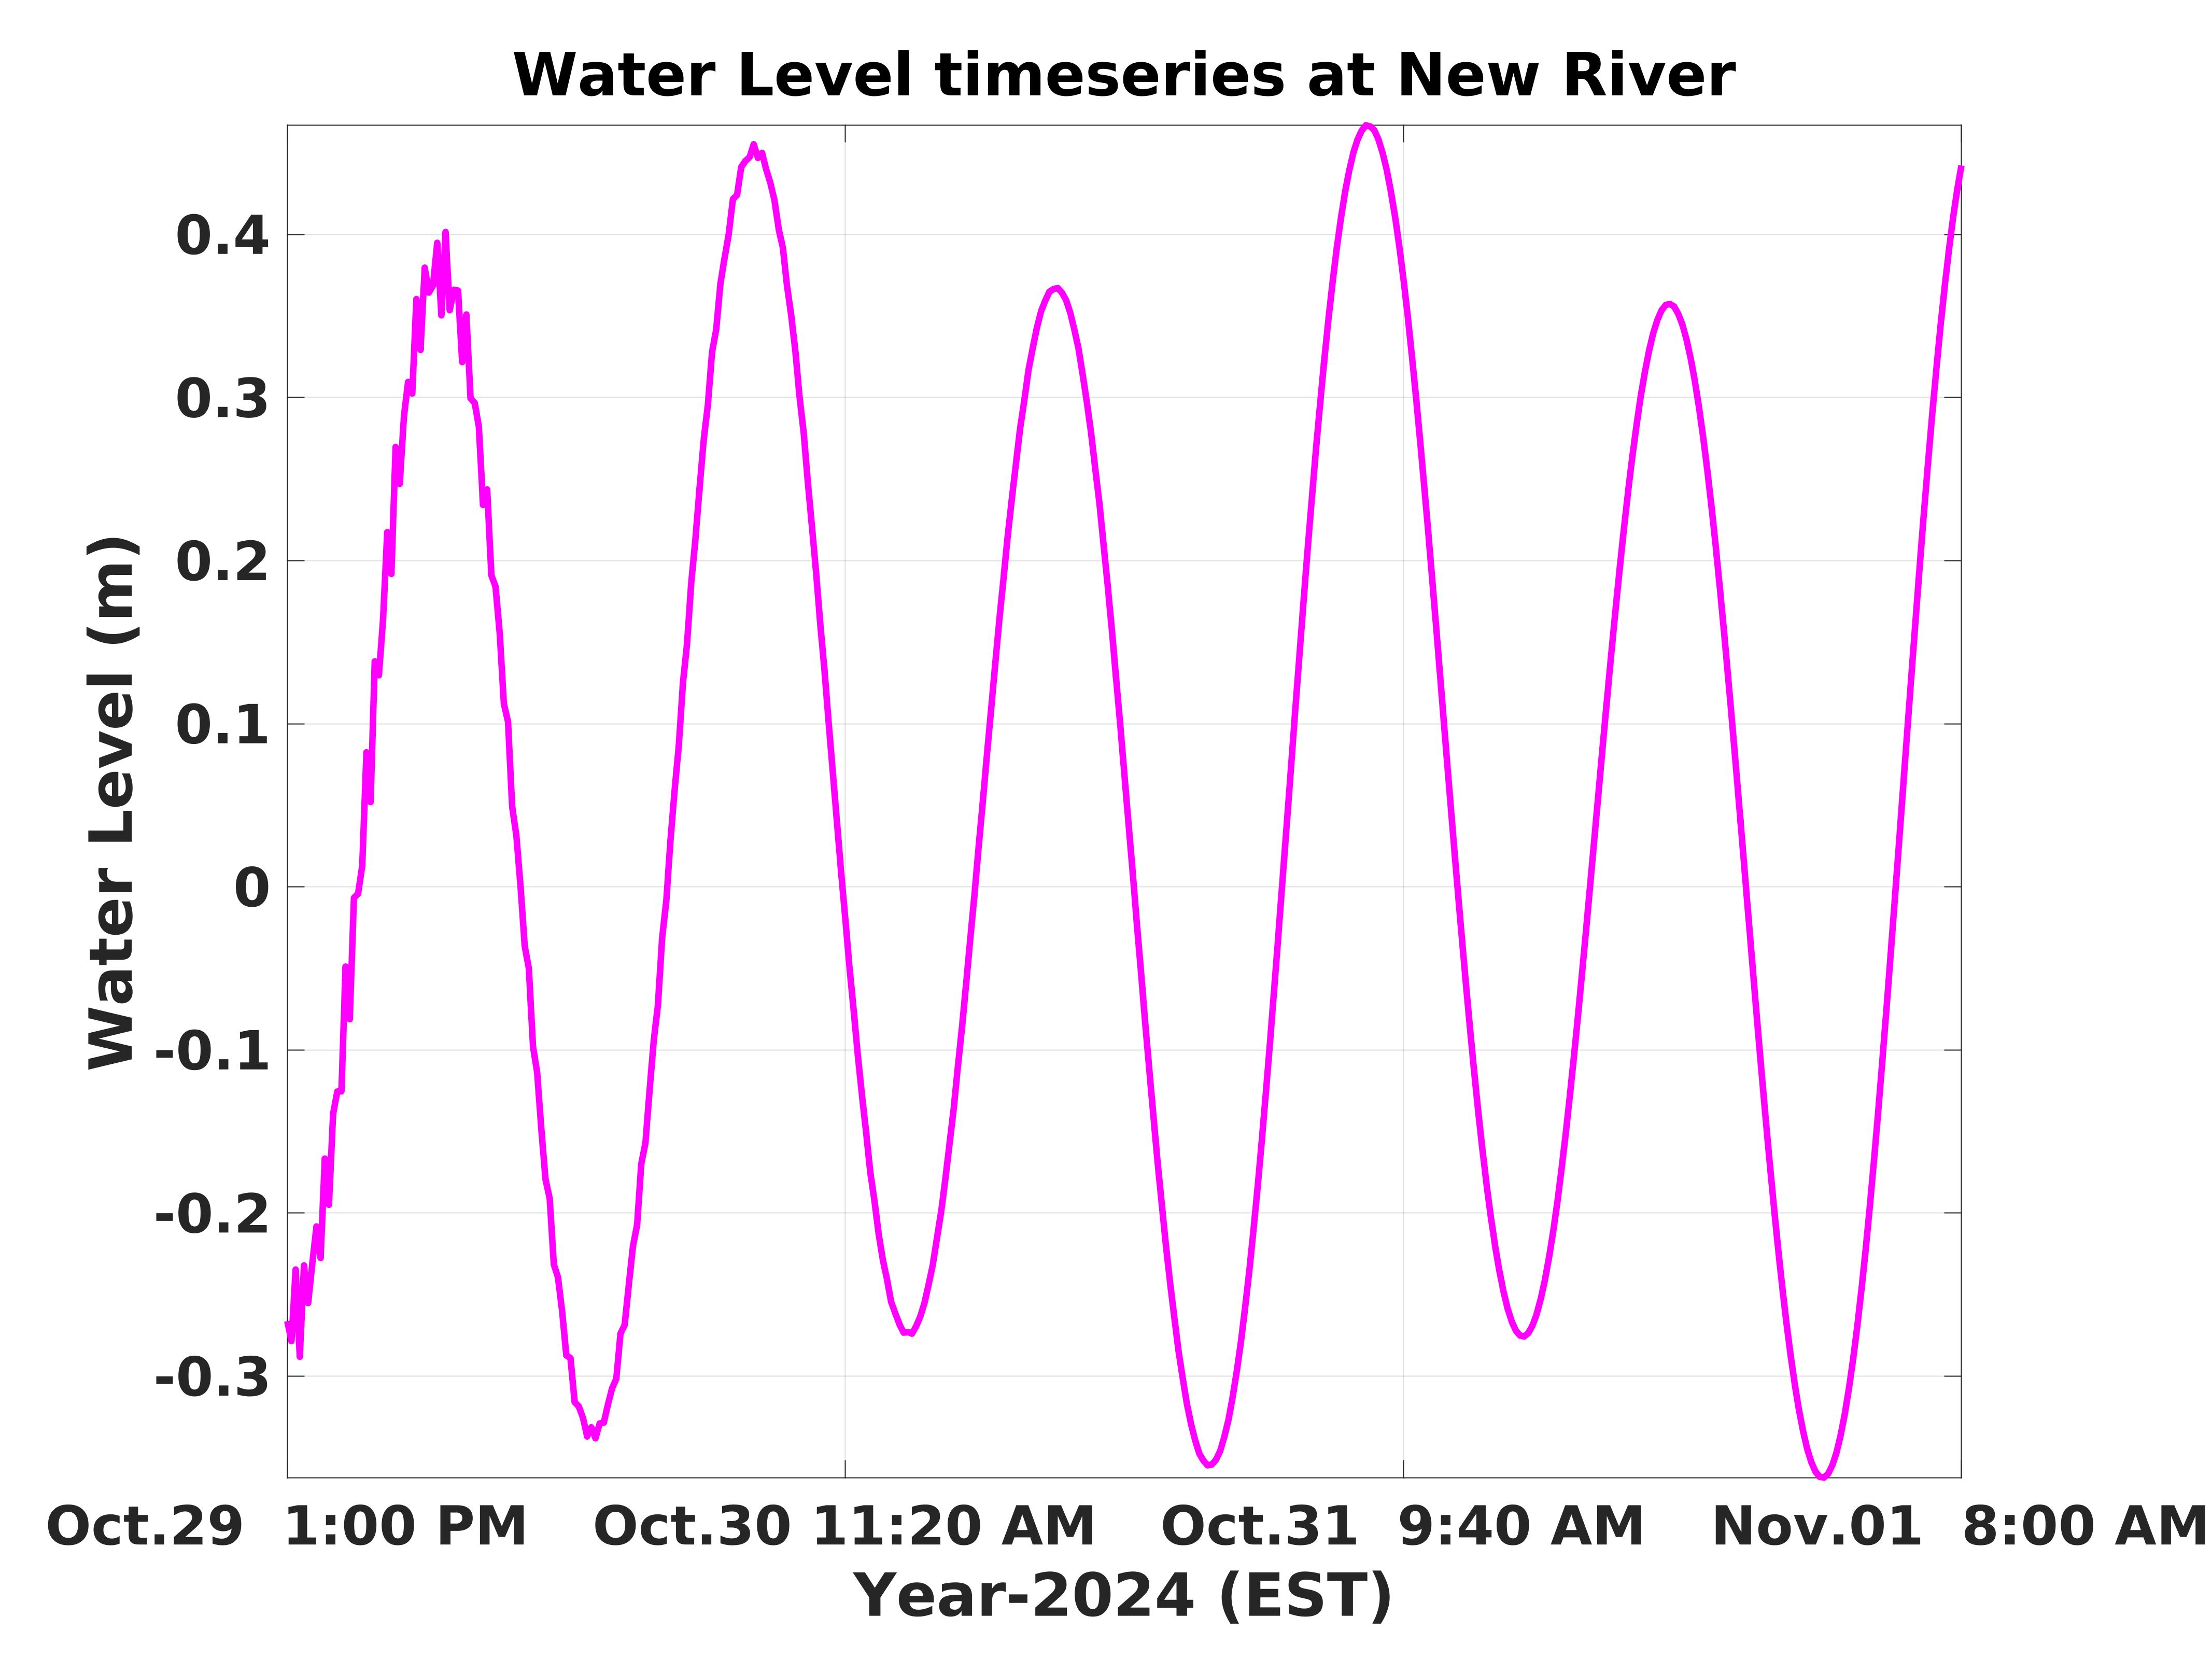 Water Level timeseries at New River
Water Level (m)
0.4
0.3
0.2
0.1
0
-0.1
-0.2
-0.3
Oct.29 1:00 PM Oct.30 11:20 AM Oct.31 9:40 AM Nov.01 8:00 AM
Year-2024 (EST)